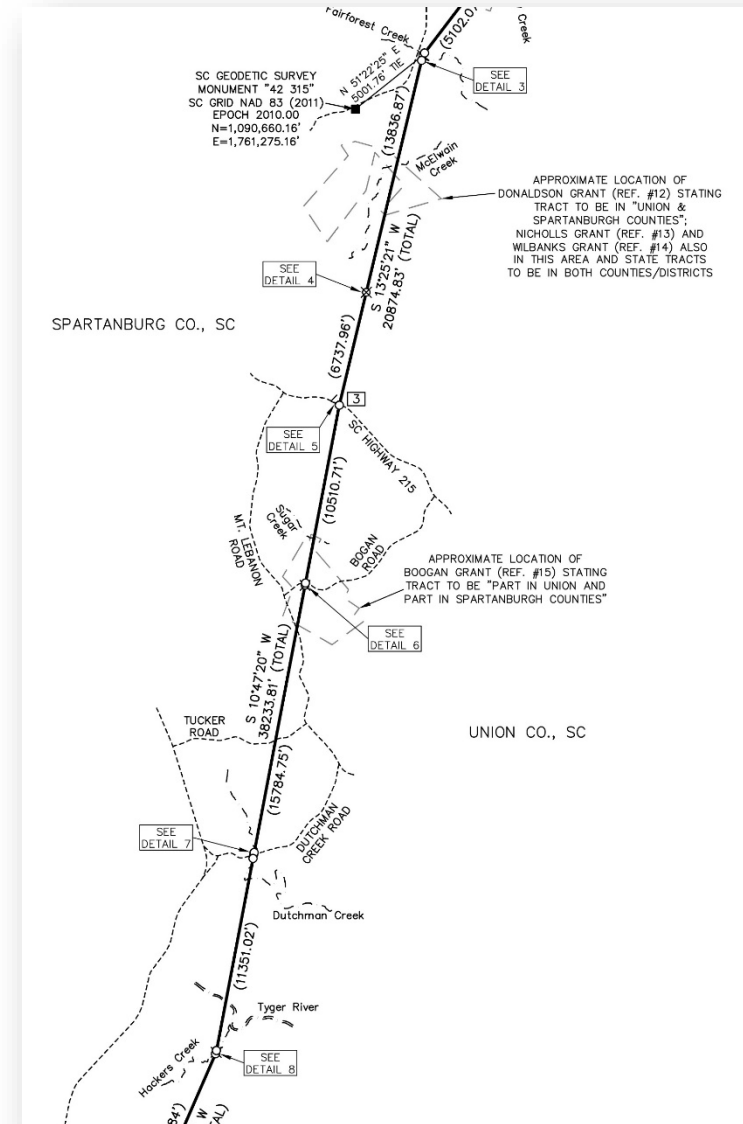 Fairforest Creek
(5102.07
Creek
SC GEODETIC SURVEY
MONUMENT "42 315"
SC GRID NAD 83 (2011)
EPOCH 2010.00
N=1,090,660.16'
E=1,761,275.16'
N 51°22'25" E
5001.76' TIE
SEE
DETAIL 3
(13836.87')
McElwain
Creek
APPROXIMATE LOCATION OF
DONALDSON GRANT (REF. #12) STATING
TRACT TO BE IN "UNION &
SPARTANBURGH COUNTIES";
NICHOLLS GRANT (REF. #13) AND
WILBANKS GRANT (REF. #14) ALSO
IN THIS AREA AND STATE TRACTS
TO BE IN BOTH COUNTIES/DISTRICTS
SEE
DETAIL 4
S 13°25'21" W
20874.83' (TOTAL)
SPARTANBURG CO., SC
(6737.96')
3
SEE
DETAIL 5
SC HIGHWAY 215
(10510.71')
Sugar
Creek
MT. LEBANON
ROAD
BOGAN
ROAD
APPROXIMATE LOCATION OF
BOOGAN GRANT (REF. #15) STATING
TRACT TO BE "PART IN UNION AND
PART IN SPARTANBURGH COUNTIES"
SEE
DETAIL 6
S 10°47'20" W
38233.81' (TOTAL)
TUCKER
ROAD
UNION CO., SC
(15784.75')
SEE
DETAIL 7
DUTCHMAN
CREEK ROAD
Dutchman Creek
(11351.02')
Tyger River
Hackers Creek
SEE
DETAIL 8
84')
W
TAL)